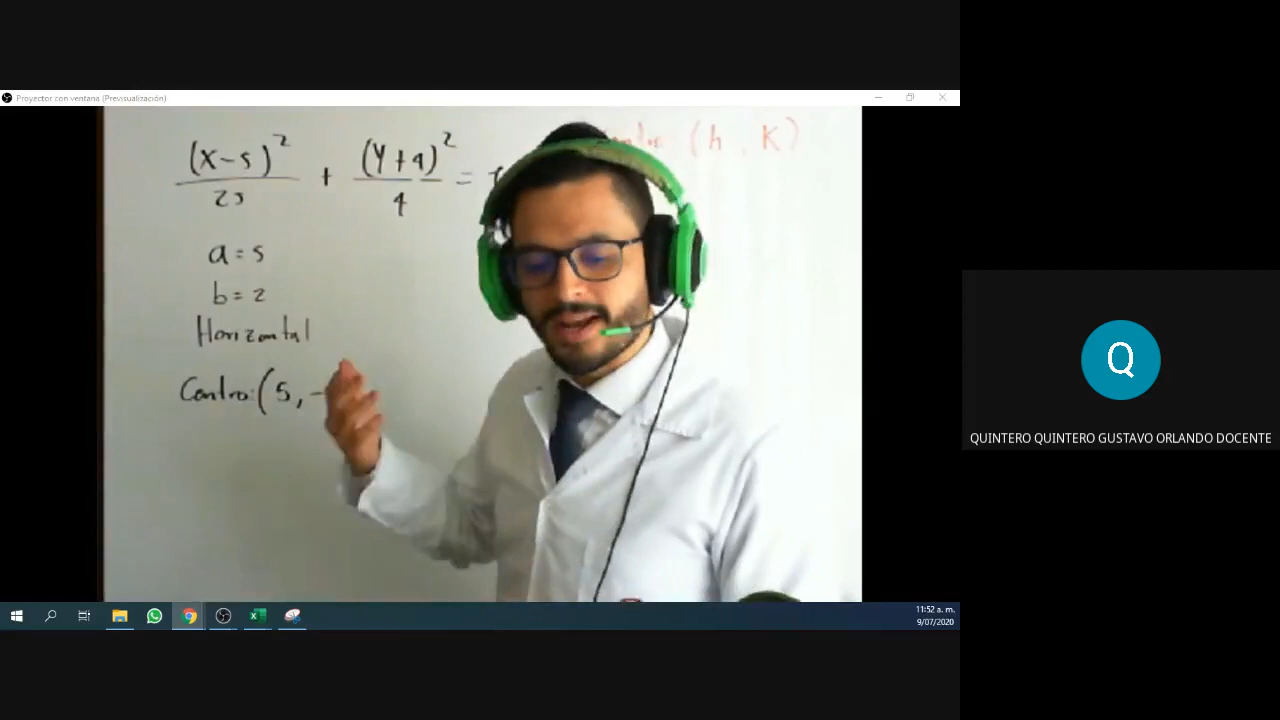 Proyector con ventana (Previsualización)
(h, K)
(x-5)² + (y+4)² =
25 4
a = 5
b = 2
Horizontal
Centro: (5, -
Q
QUINTERO QUINTERO GUSTAVO ORLANDO DOCENTE
11:52 a. m.
9/07/2020